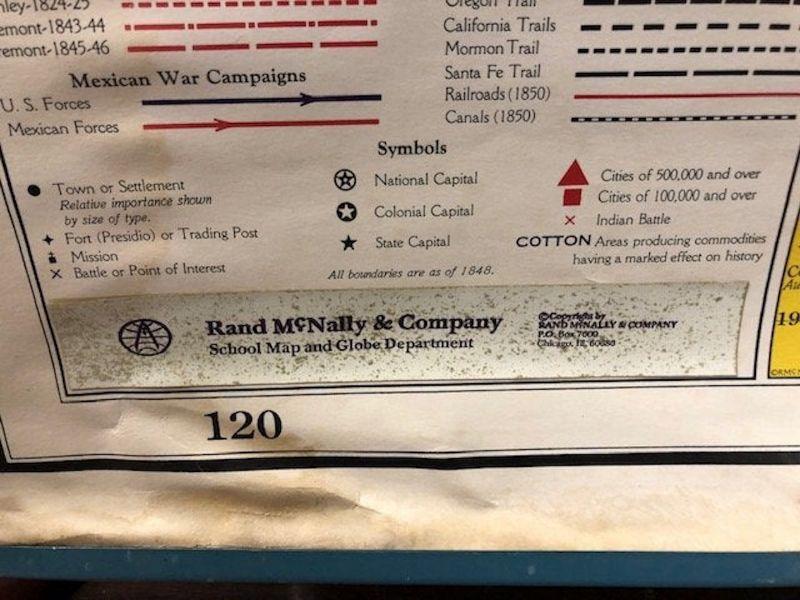 1824-25
1843-44
1845-46
Mexican War Campaigns
U. S. Forces
Mexican Forces
Oregon Trail
California Trails
Mormon Trail
Santa Fe Trail
Railroads (1850)
Canals (1850)
Symbols
Town or Settlement
Relative importance shown
by size of type.
Fort (Presidio) or Trading Post
Mission
Battle or Point of Interest
National Capital
Colonial Capital
State Capital
All boundaries are as of 1848.
Cities of 500,000 and over
Cities of 100,000 and over
Indian Battle
COTTON Areas producing commodities
having a marked effect on history
Rand McNally & Company
School Map and Globe Department
©Copyright by
RAND McNALLY & COMPANY
P.O. Box 7600
Chicago, IL 60680
120
19